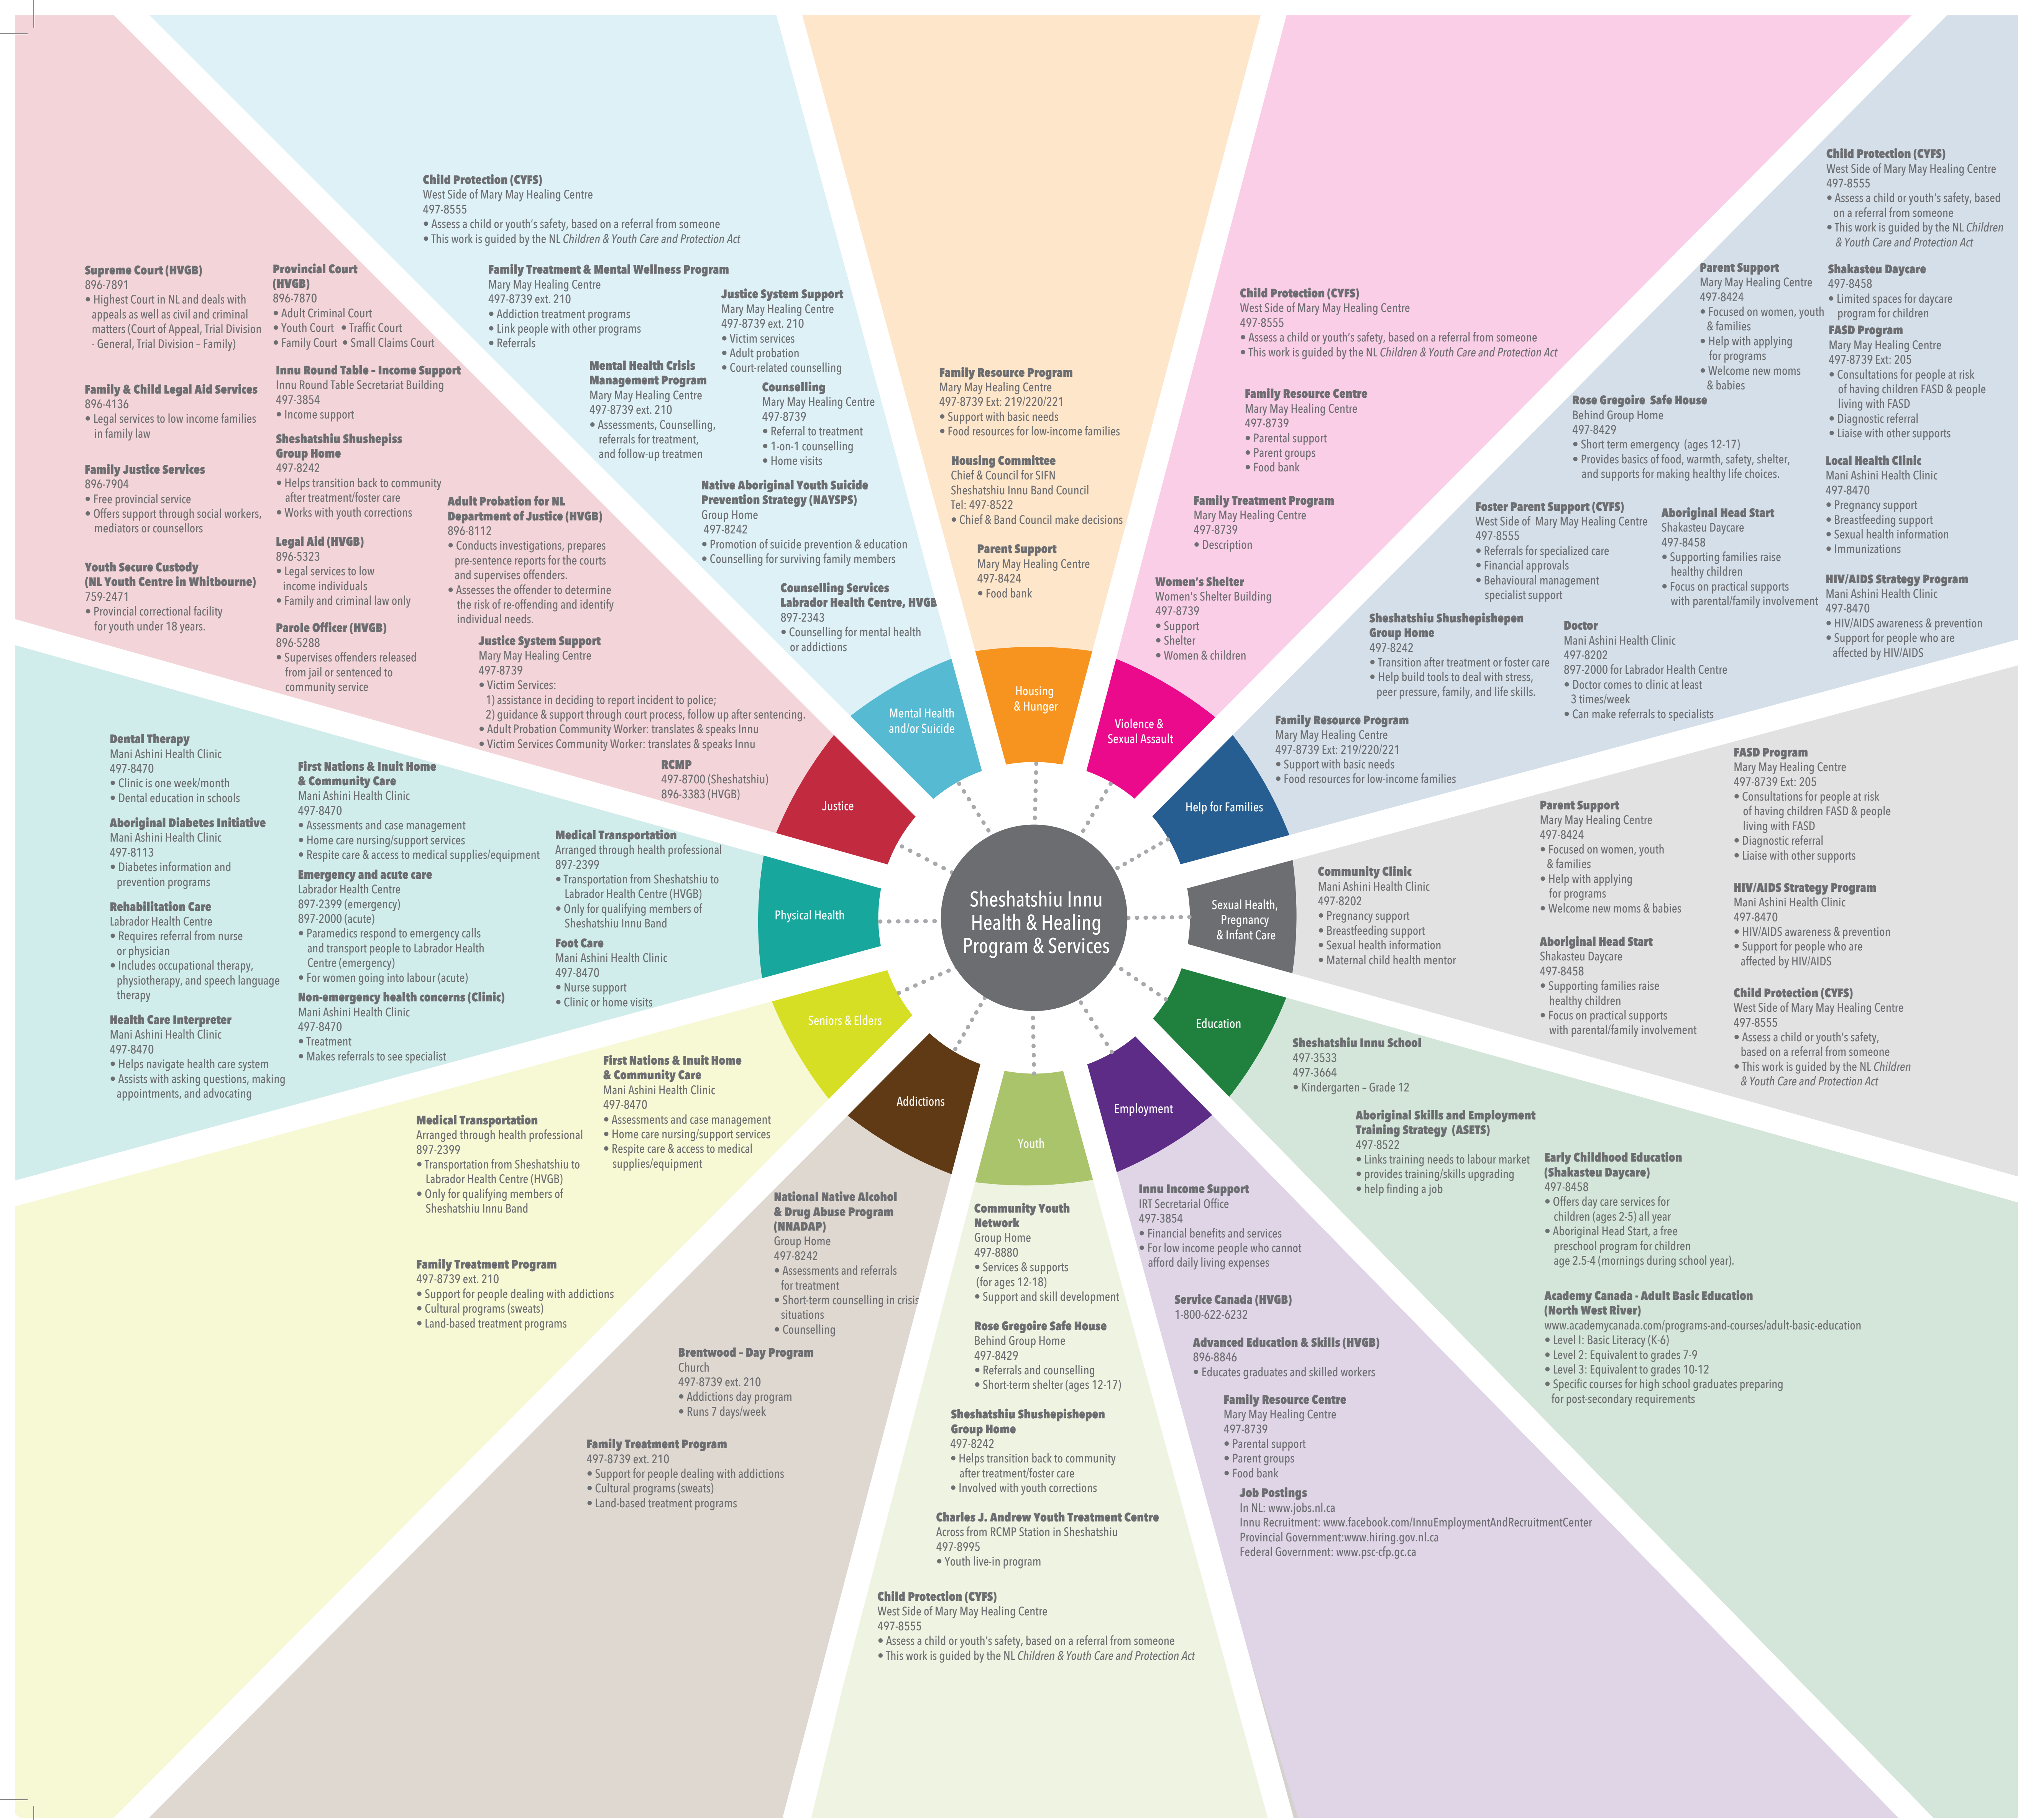 Sheshatshiu Innu
Health & Healing
Program & Services
Housing
& Hunger
Family Resource Program
Mary May Healing Centre
497-8739 Ext: 219/220/221
• Support with basic needs
• Food resources for low-income families
Housing Committee
Chief & Council for SIFN
Sheshatshiu Innu Band Council
Tel: 497-8522
• Chief & Band Council make decisions
Parent Support
Mary May Healing Centre
497-8424
• Food bank
Violence &
Sexual Assault
Child Protection (CYFS)
West Side of Mary May Healing Centre
497-8555
• Assess a child or youth's safety, based on a referral from someone
• This work is guided by the NL Children & Youth Care and Protection Act
Family Resource Centre
Mary May Healing Centre
497-8739
• Parental support
• Parent groups
• Food bank
Family Treatment Program
Mary May Healing Centre
497-8739
• Description
Women's Shelter
Women's Shelter Building
497-8739
• Support
• Shelter
• Women & children
Help for Families
Child Protection (CYFS)
West Side of Mary May Healing Centre
497-8555
• Assess a child or youth's safety, based
on a referral from someone
• This work is guided by the NL Children
& Youth Care and Protection Act
Parent Support
Mary May Healing Centre
497-8424
• Focused on women, youth
& families
• Help with applying
for programs
• Welcome new moms
& babies
Shakasteu Daycare
497-8458
• Limited spaces for daycare
program for children
FASD Program
Mary May Healing Centre
497-8739 Ext: 205
• Consultations for people at risk
of having children FASD & people
living with FASD
• Diagnostic referral
• Liaise with other supports
Rose Gregoire Safe House
Behind Group Home
497-8429
• Short term emergency (ages 12-17)
• Provides basics of food, warmth, safety, shelter,
and supports for making healthy life choices.
Local Health Clinic
Mani Ashini Health Clinic
497-8470
• Pregnancy support
• Breastfeeding support
• Sexual health information
• Immunizations
Foster Parent Support (CYFS)
West Side of Mary May Healing Centre
497-8555
• Referrals for specialized care
• Financial approvals
• Behavioural management
specialist support
Aboriginal Head Start
Shakasteu Daycare
497-8458
• Supporting families raise
healthy children
• Focus on practical supports
with parental/family involvement
HIV/AIDS Strategy Program
Mani Ashini Health Clinic
497-8470
• HIV/AIDS awareness & prevention
• Support for people who are
affected by HIV/AIDS
Sheshatshiu Shushepishepen
Group Home
497-8242
• Transition after treatment or foster care
• Help build tools to deal with stress,
peer pressure, family, and life skills.
Doctor
Mani Ashini Health Clinic
497-8202
897-2000 for Labrador Health Centre
• Doctor comes to clinic at least
3 times/week
• Can make referrals to specialists
Family Resource Program
Mary May Healing Centre
497-8739 Ext: 219/220/221
• Support with basic needs
• Food resources for low-income families
Sexual Health,
Pregnancy
& Infant Care
Community Clinic
Mani Ashini Health Clinic
497-8202
• Pregnancy support
• Breastfeeding support
• Sexual health information
• Maternal child health mentor
Parent Support
Mary May Healing Centre
497-8424
• Focused on women, youth
& families
• Help with applying
for programs
• Welcome new moms & babies
Aboriginal Head Start
Shakasteu Daycare
497-8458
• Supporting families raise
healthy children
• Focus on practical supports
with parental/family involvement
FASD Program
Mary May Healing Centre
497-8739 Ext: 205
• Consultations for people at risk
of having children FASD & people
living with FASD
• Diagnostic referral
• Liaise with other supports
HIV/AIDS Strategy Program
Mani Ashini Health Clinic
497-8470
• HIV/AIDS awareness & prevention
• Support for people who are
affected by HIV/AIDS
Child Protection (CYFS)
West Side of Mary May Healing Centre
497-8555
• Assess a child or youth's safety,
based on a referral from someone
• This work is guided by the NL Children
& Youth Care and Protection Act
Education
Sheshatshiu Innu School
497-3533
497-3664
• Kindergarten – Grade 12
Aboriginal Skills and Employment
Training Strategy (ASETS)
497-8522
• Links training needs to labour market
• provides training/skills upgrading
• help finding a job
Early Childhood Education
(Shakasteu Daycare)
497-8458
• Offers day care services for
children (ages 2-5) all year
• Aboriginal Head Start, a free
preschool program for children
age 2.5-4 (mornings during school year).
Academy Canada - Adult Basic Education
(North West River)
www.academycanada.com/programs-and-courses/adult-basic-education
• Level I: Basic Literacy (K-6)
• Level 2: Equivalent to grades 7-9
• Level 3: Equivalent to grades 10-12
• Specific courses for high school graduates preparing
for post-secondary requirements
Employment
Innu Income Support
IRT Secretarial Office
497-3854
• Financial benefits and services
• For low income people who cannot
afford daily living expenses
Service Canada (HVGB)
1-800-622-6232
Advanced Education & Skills (HVGB)
896-8846
• Educates graduates and skilled workers
Family Resource Centre
Mary May Healing Centre
497-8739
• Parental support
• Parent groups
• Food bank
Job Postings
In NL: www.jobs.nl.ca
Innu Recruitment: www.facebook.com/InnuEmploymentAndRecruitmentCenter
Provincial Government:www.hiring.gov.nl.ca
Federal Government: www.psc-cfp.gc.ca
Youth
Community Youth
Network
Group Home
497-8880
• Services & supports
(for ages 12-18)
• Support and skill development
Rose Gregoire Safe House
Behind Group Home
497-8429
• Referrals and counselling
• Short-term shelter (ages 12-17)
Sheshatshiu Shushepishepen
Group Home
497-8242
• Helps transition back to community
after treatment/foster care
• Involved with youth corrections
Charles J. Andrew Youth Treatment Centre
Across from RCMP Station in Sheshatshiu
497-8995
• Youth live-in program
Child Protection (CYFS)
West Side of Mary May Healing Centre
497-8555
• Assess a child or youth's safety, based on a referral from someone
• This work is guided by the NL Children & Youth Care and Protection Act
Addictions
National Native Alcohol
& Drug Abuse Program
(NNADAP)
Group Home
497-8242
• Assessments and referrals
for treatment
• Short-term counselling in crisis
situations
• Counselling
Brentwood – Day Program
Church
497-8739 ext. 210
• Addictions day program
• Runs 7 days/week
Family Treatment Program
497-8739 ext. 210
• Support for people dealing with addictions
• Cultural programs (sweats)
• Land-based treatment programs
Seniors & Elders
First Nations & Inuit Home
& Community Care
Mani Ashini Health Clinic
497-8470
• Assessments and case management
• Home care nursing/support services
• Respite care & access to medical
supplies/equipment
Medical Transportation
Arranged through health professional
897-2399
• Transportation from Sheshatshiu to
Labrador Health Centre (HVGB)
• Only for qualifying members of
Sheshatshiu Innu Band
Family Treatment Program
497-8739 ext. 210
• Support for people dealing with addictions
• Cultural programs (sweats)
• Land-based treatment programs
Physical Health
Dental Therapy
Mani Ashini Health Clinic
497-8470
• Clinic is one week/month
• Dental education in schools
Aboriginal Diabetes Initiative
Mani Ashini Health Clinic
497-8113
• Diabetes information and
prevention programs
Rehabilitation Care
Labrador Health Centre
• Requires referral from nurse
or physician
• Includes occupational therapy,
physiotherapy, and speech language
therapy
Health Care Interpreter
Mani Ashini Health Clinic
497-8470
• Helps navigate health care system
• Assists with asking questions, making
appointments, and advocating
First Nations & Inuit Home
& Community Care
Mani Ashini Health Clinic
497-8470
• Assessments and case management
• Home care nursing/support services
• Respite care & access to medical supplies/equipment
Emergency and acute care
Labrador Health Centre
897-2399 (emergency)
897-2000 (acute)
• Paramedics respond to emergency calls
and transport people to Labrador Health
Centre (emergency)
• For women going into labour (acute)
Non-emergency health concerns (Clinic)
Mani Ashini Health Clinic
497-8470
• Treatment
• Makes referrals to see specialist
Medical Transportation
Arranged through health professional
897-2399
• Transportation from Sheshatshiu to
Labrador Health Centre (HVGB)
• Only for qualifying members of
Sheshatshiu Innu Band
Foot Care
Mani Ashini Health Clinic
497-8470
• Nurse support
• Clinic or home visits
Justice
Supreme Court (HVGB)
896-7891
• Highest Court in NL and deals with
appeals as well as civil and criminal
matters (Court of Appeal, Trial Division
- General, Trial Division – Family)
Family & Child Legal Aid Services
896-4136
• Legal services to low income families
in family law
Family Justice Services
896-7904
• Free provincial service
• Offers support through social workers,
mediators or counsellors
Youth Secure Custody
(NL Youth Centre in Whitbourne)
759-2471
• Provincial correctional facility
for youth under 18 years.
Provincial Court
(HVGB)
896-7870
• Adult Criminal Court
• Youth Court • Traffic Court
• Family Court • Small Claims Court
Innu Round Table – Income Support
Innu Round Table Secretariat Building
497-3854
• Income support
Sheshatshiu Shushepiss
Group Home
497-8242
• Helps transition back to community
after treatment/foster care
• Works with youth corrections
Legal Aid (HVGB)
896-5323
• Legal services to low
income individuals
• Family and criminal law only
Parole Officer (HVGB)
896-5288
• Supervises offenders released
from jail or sentenced to
community service
Adult Probation for NL
Department of Justice (HVGB)
896-8112
• Conducts investigations, prepares
pre-sentence reports for the courts
and supervises offenders.
• Assesses the offender to determine
the risk of re-offending and identify
individual needs.
Justice System Support
Mary May Healing Centre
497-8739
• Victim Services:
1) assistance in deciding to report incident to police;
2) guidance & support through court process, follow up after sentencing.
• Adult Probation Community Worker: translates & speaks Innu
• Victim Services Community Worker: translates & speaks Innu
RCMP
497-8700 (Sheshatshiu)
896-3383 (HVGB)
Mental Health
and/or Suicide
Child Protection (CYFS)
West Side of Mary May Healing Centre
497-8555
• Assess a child or youth's safety, based on a referral from someone
• This work is guided by the NL Children & Youth Care and Protection Act
Family Treatment & Mental Wellness Program
Mary May Healing Centre
497-8739 ext. 210
• Addiction treatment programs
• Link people with other programs
• Referrals
Justice System Support
Mary May Healing Centre
497-8739 ext. 210
• Victim services
• Adult probation
• Court-related counselling
Mental Health Crisis
Management Program
Mary May Healing Centre
497-8739 ext. 210
• Assessments, Counselling,
referrals for treatment,
and follow-up treatmen
Counselling
Mary May Healing Centre
497-8739
• Referral to treatment
• 1-on-1 counselling
• Home visits
Native Aboriginal Youth Suicide
Prevention Strategy (NAYSPS)
Group Home
497-8242
• Promotion of suicide prevention & education
• Counselling for surviving family members
Counselling Services
Labrador Health Centre, HVGB
897-2343
• Counselling for mental health
or addictions